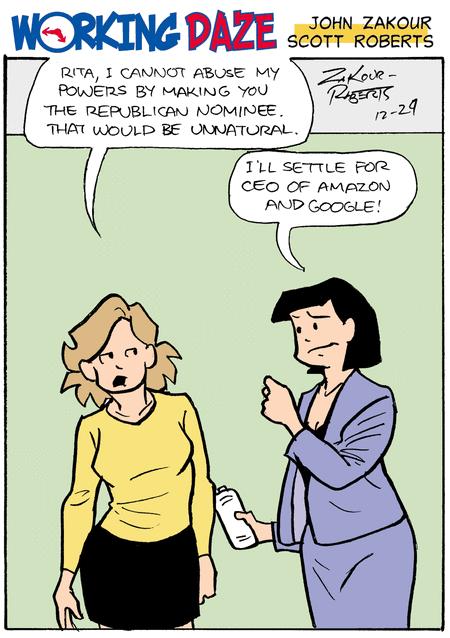 WORKING DAZE
JOHN ZAKOUR
SCOTT ROBERTS
RITA, I CANNOT ABUSE MY
POWERS BY MAKING YOU
THE REPUBLICAN NOMINEE.
THAT WOULD BE UNNATURAL.
ZAKOUR-
ROBERTS
12-29
I'LL SETTLE FOR
CEO OF AMAZON
AND GOOGLE!